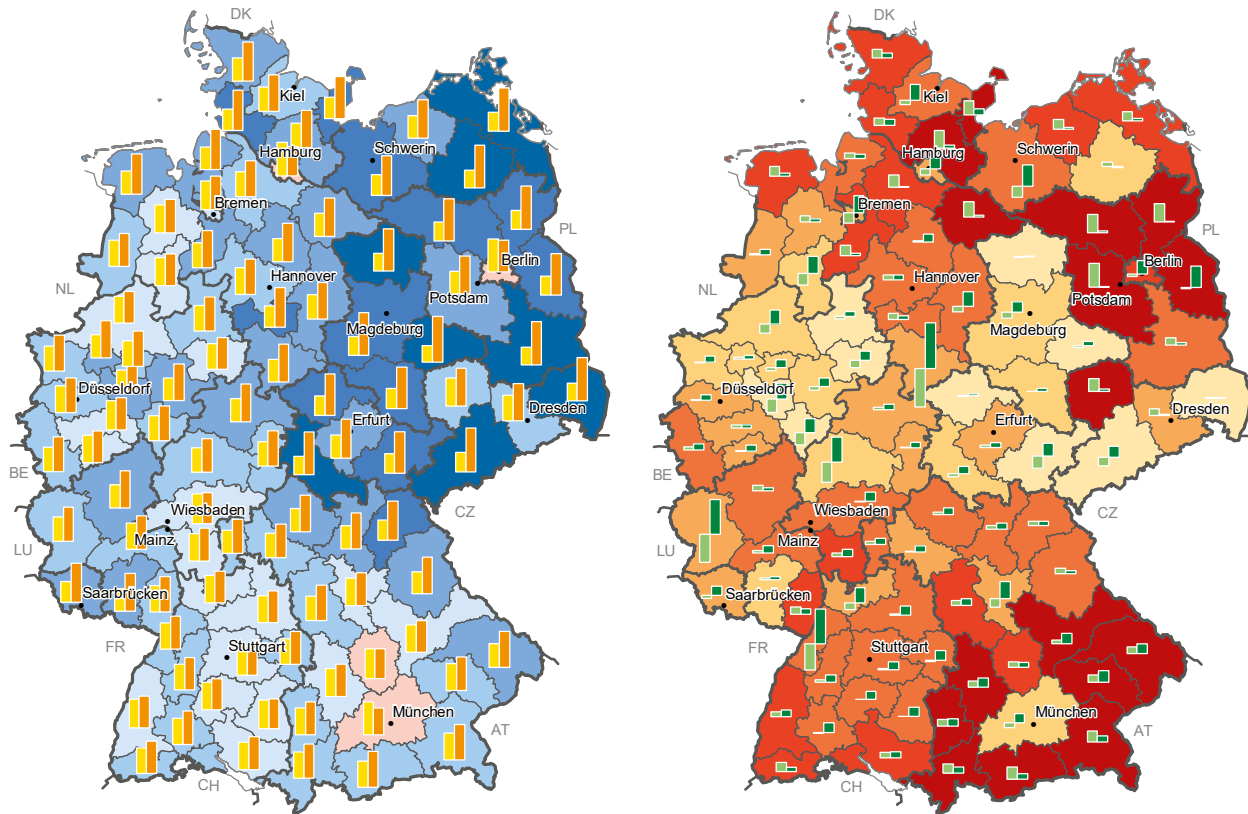 DK
Kiel
Hamburg
Schwerin
Bremen
PL
Berlin
NL
Hannover
Potsdam
Magdeburg
Düsseldorf
Dresden
Erfurt
BE
Wiesbaden
CZ
LU
Mainz
Saarbrücken
FR
Stuttgart
München
AT
CH
DK
Kiel
Hamburg
Schwerin
Bremen
PL
Berlin
NL
Hannover
Potsdam
Magdeburg
Düsseldorf
Dresden
Erfurt
BE
Wiesbaden
CZ
LU
Mainz
Saarbrücken
FR
Stuttgart
München
AT
CH